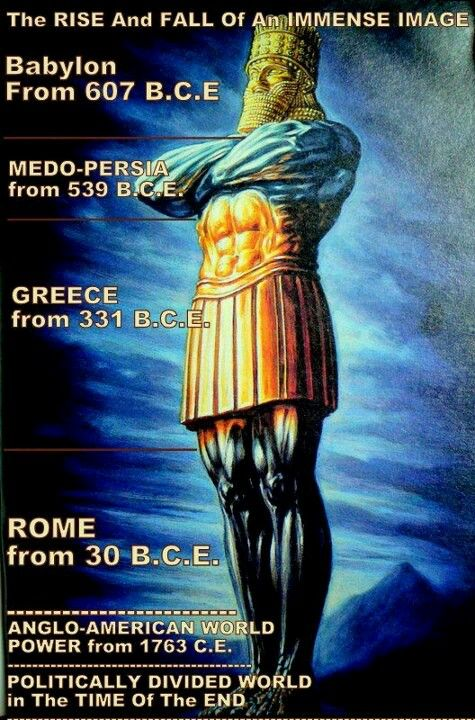 The RISE And FALL Of An IMMENSE IMAGE
Babylon
From 607 B.C.E
MEDO-PERSIA
from 539 B.C.E.
GREECE
from 331 B.C.E.
ROME
from 30 B.C.E.
ANGLO-AMERICAN WORLD
POWER from 1763 C.E.
POLITICALLY DIVIDED WORLD
in The TIME Of The END